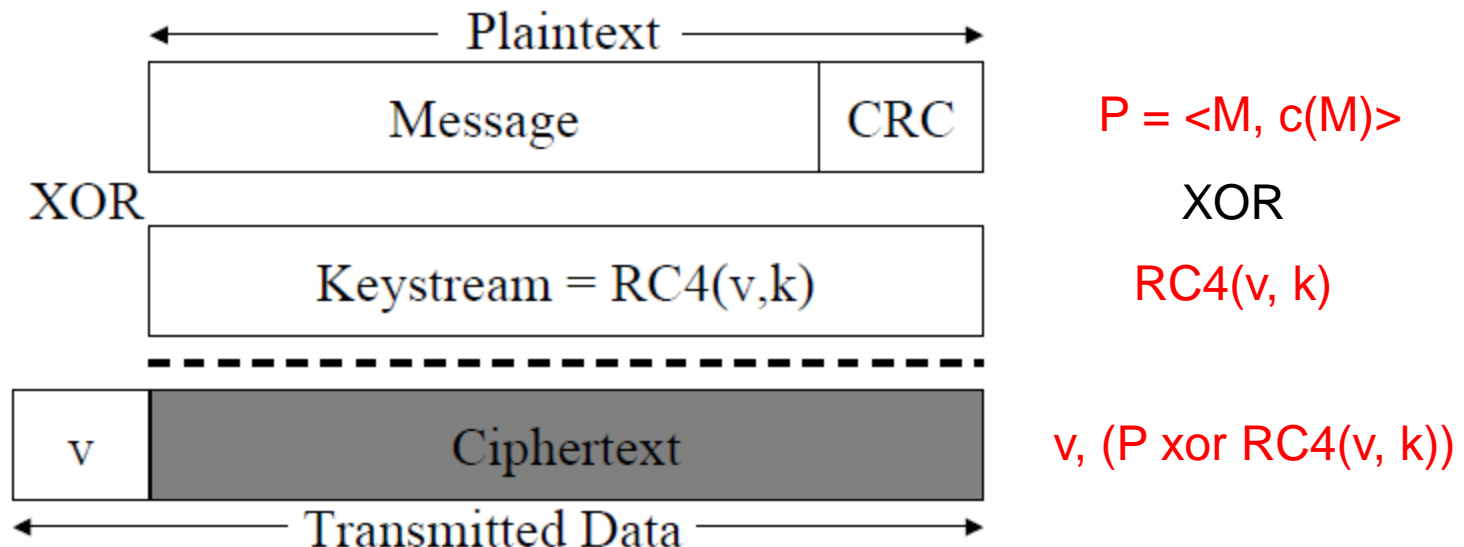 Plaintext
Message CRC P = <M, c(M)>
XOR XOR
Keystream = RC4(v,k) RC4(v, k)
v Ciphertext v, (P xor RC4(v, k))
Transmitted Data